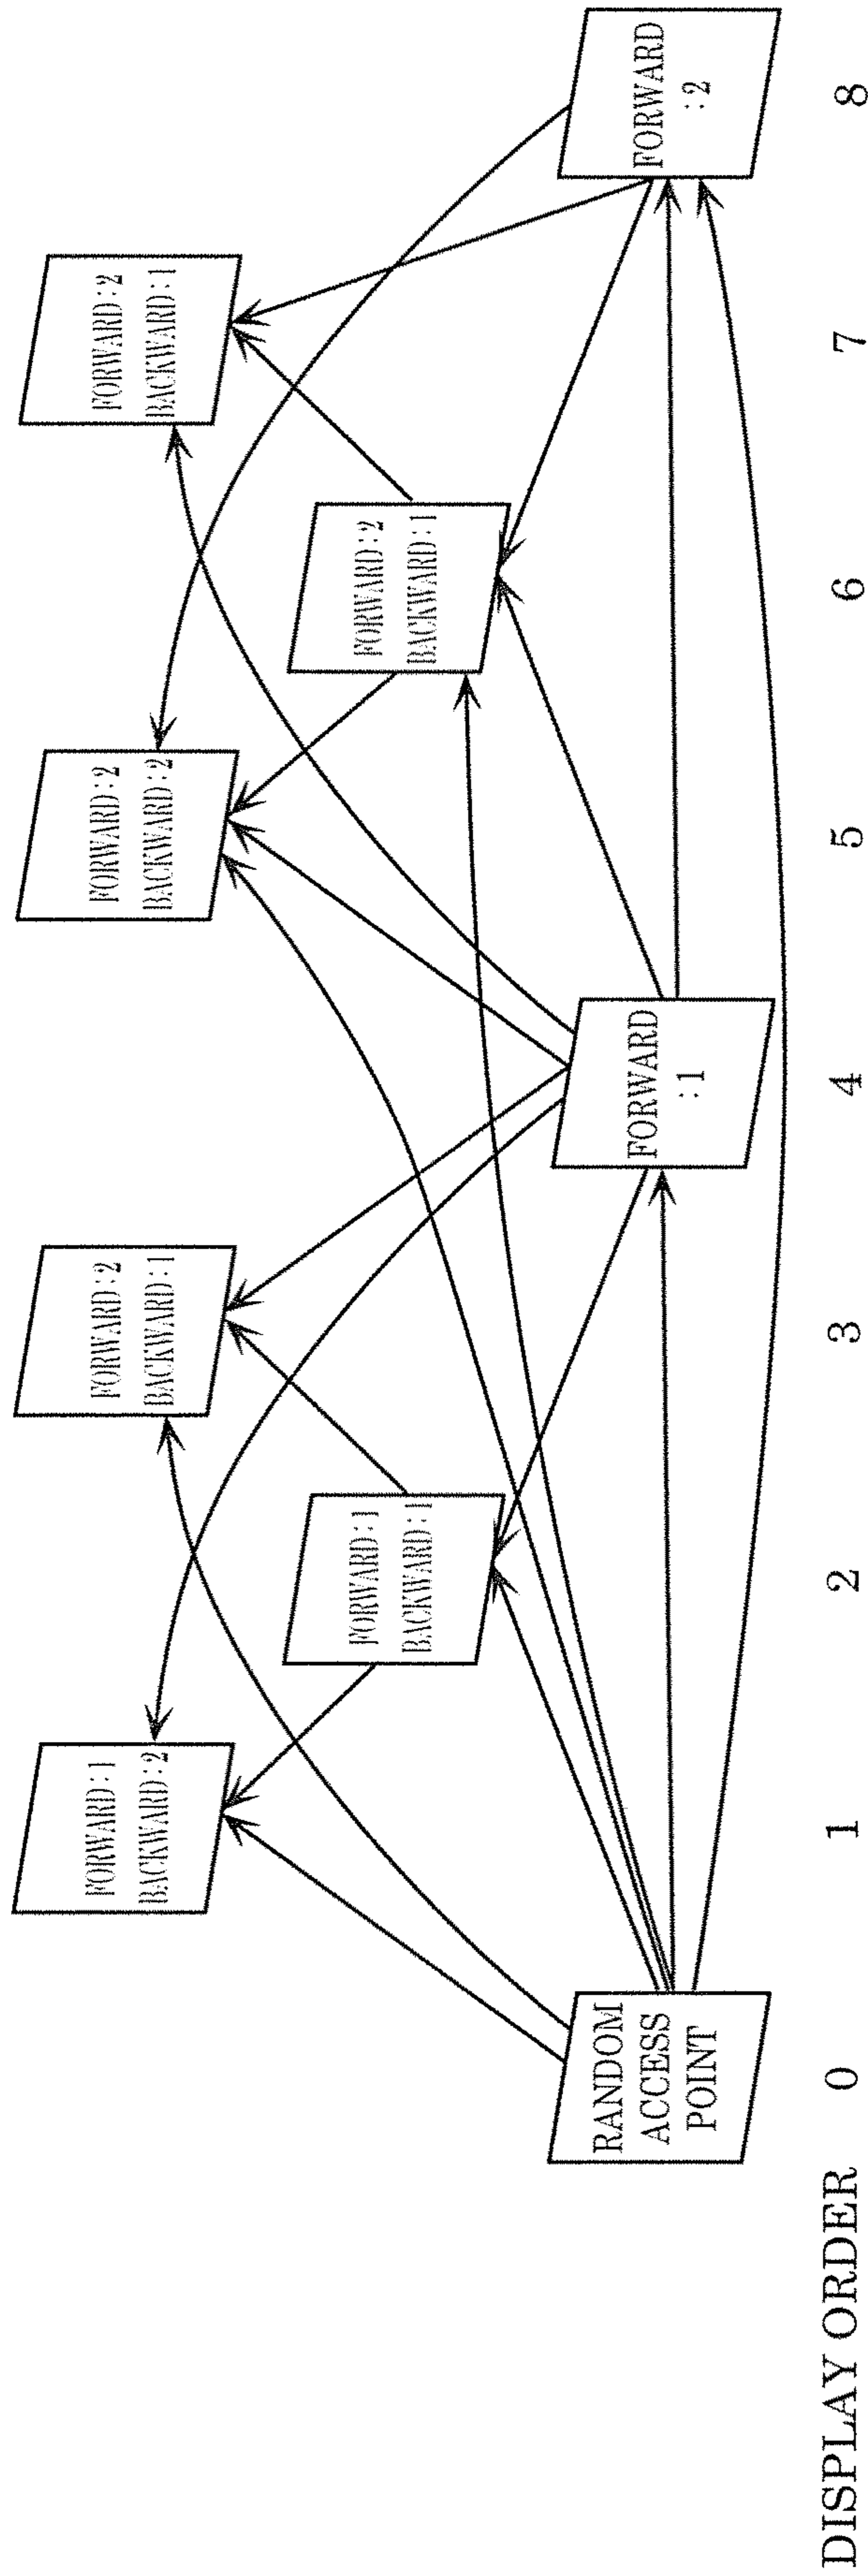 FORWARD:1
BACKWARD:2
FORWARD:2
BACKWARD:1
FORWARD:2
BACKWARD:2
FORWARD:2
BACKWARD:1
FORWARD:1
BACKWARD:1
FORWARD:2
BACKWARD:1
RANDOM
ACCESS
POINT
FORWARD
:1
FORWARD
:2
DISPLAY ORDER 0 1 2 3 4 5 6 7 8